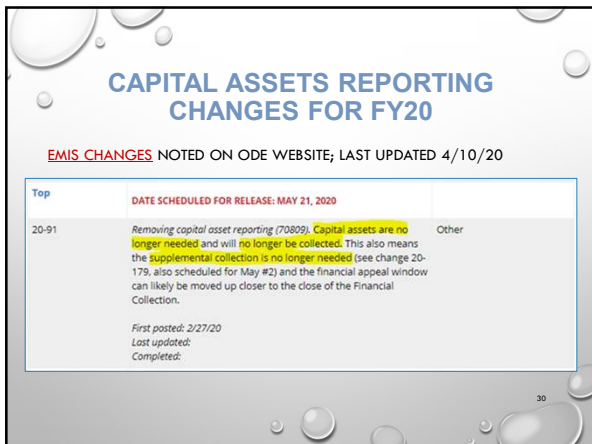 CAPITAL ASSETS REPORTING
CHANGES FOR FY20
EMIS CHANGES NOTED ON ODE WEBSITE; LAST UPDATED 4/10/20
Top
DATE SCHEDULED FOR RELEASE: MAY 21, 2020
20-91
Removing capital asset reporting (70809). Capital assets are no
Other
longer needed and will no longer be collected. This also means
the supplemental collection is no longer needed (see change 20-
179, also scheduled for May #2) and the financial appeal window
can likely be moved up closer to the close of the Financial
Collection.
First posted: 2/27/20
Last updated:
Completed:
30